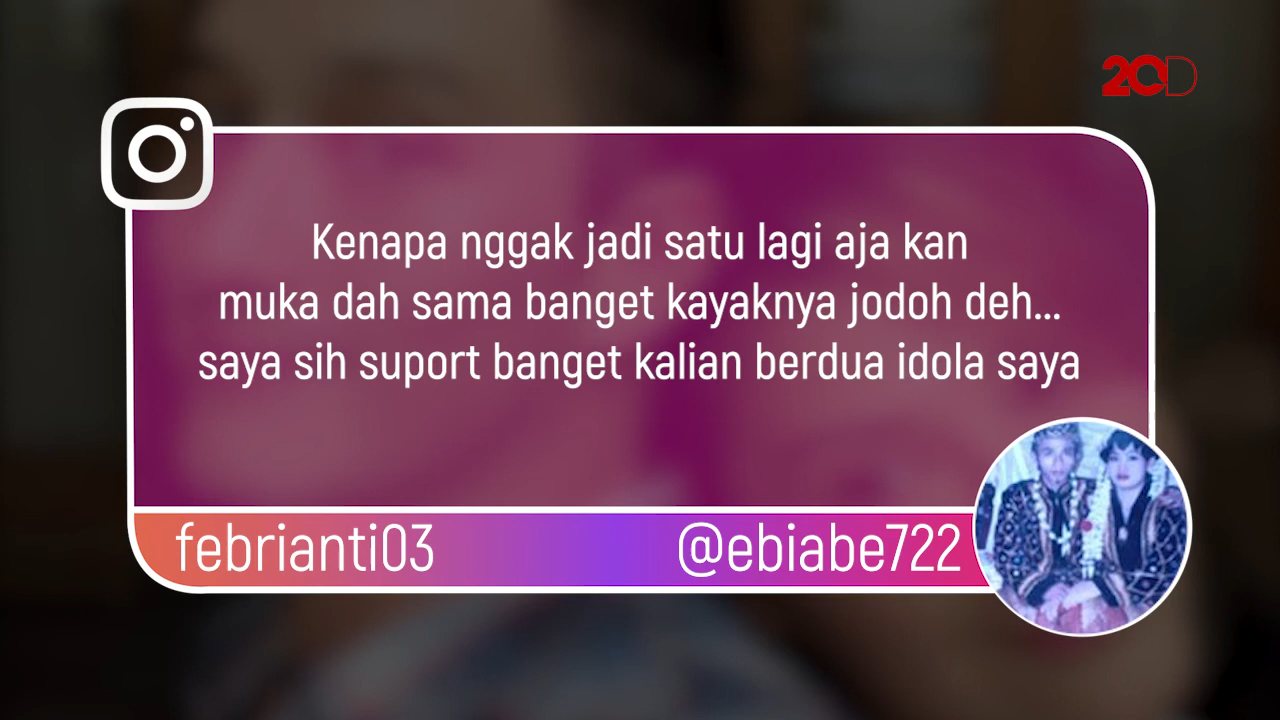 20D
Kenapa nggak jadi satu lagi aja kan
muka dah sama banget kayaknya jodoh deh...
saya sih suport banget kalian berdua idola saya
febrianti03 @ebiabe722